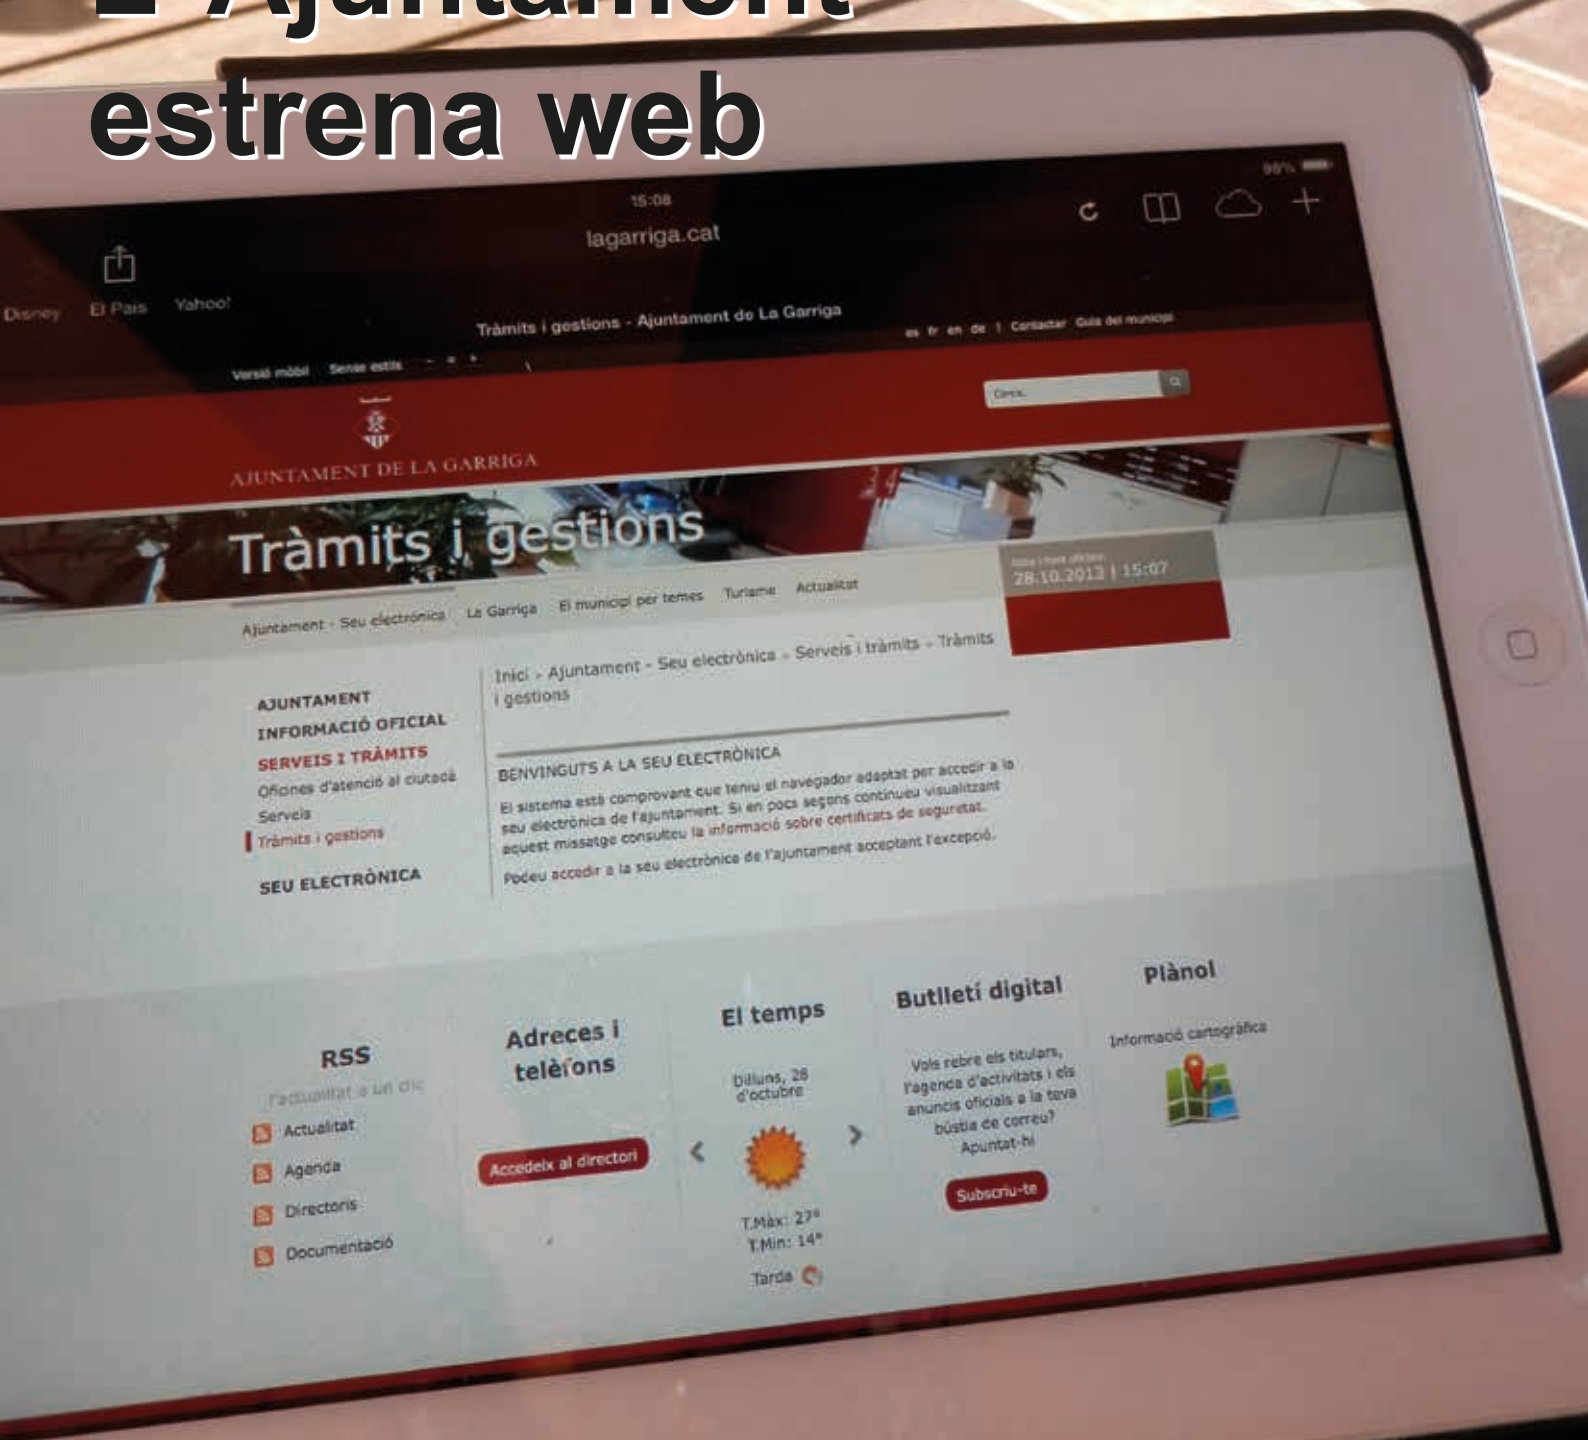 L'Ajuntament
estrena web
98%
15:08
lagarriga.cat
Disney El País Yahoo!
Tràmits i gestions - Ajuntament de La Garriga
Versió mòbil Sense estils - = +
es fr en de | Contactar Guia del municipi
Cerca..
AJUNTAMENT DE LA GARRIGA
Tràmits i gestions
28.10.2013 | 15:07
Ajuntament - Seu electrònica La Garriga El municipi per temes Turisme Actualitat
Inici » Ajuntament - Seu electrònica » Serveis i tràmits » Tràmits
i gestions
AJUNTAMENT
INFORMACIÓ OFICIAL
SERVEIS I TRÀMITS
Oficines d'atenció al ciutadà
Serveis
Tràmits i gestions
SEU ELECTRÒNICA
BENVINGUTS A LA SEU ELECTRÒNICA
El sistema està comprovant que teniu el navegador adaptat per accedir a la
seu electrònica de l'ajuntament. Si en pocs segons continueu visualitzant
aquest missatge consulteu la informació sobre certificats de seguretat.
Podeu accedir a la seu electrònica de l'ajuntament acceptant l'excepció.
RSS
l'actualitat a un clic
Actualitat
Agenda
Directoris
Documentació
Adreces i
telèfons
Accedeix al directori
El temps
Dilluns, 28
d'octubre
T.Màx: 27º
T.Min: 14º
Tarda
Butlletí digital
Vols rebre els titulars,
l'agenda d'activitats i els
anuncis oficials a la teva
bústia de correu?
Apuntat-hi
Subscriu-te
Plànol
Informació cartogràfica